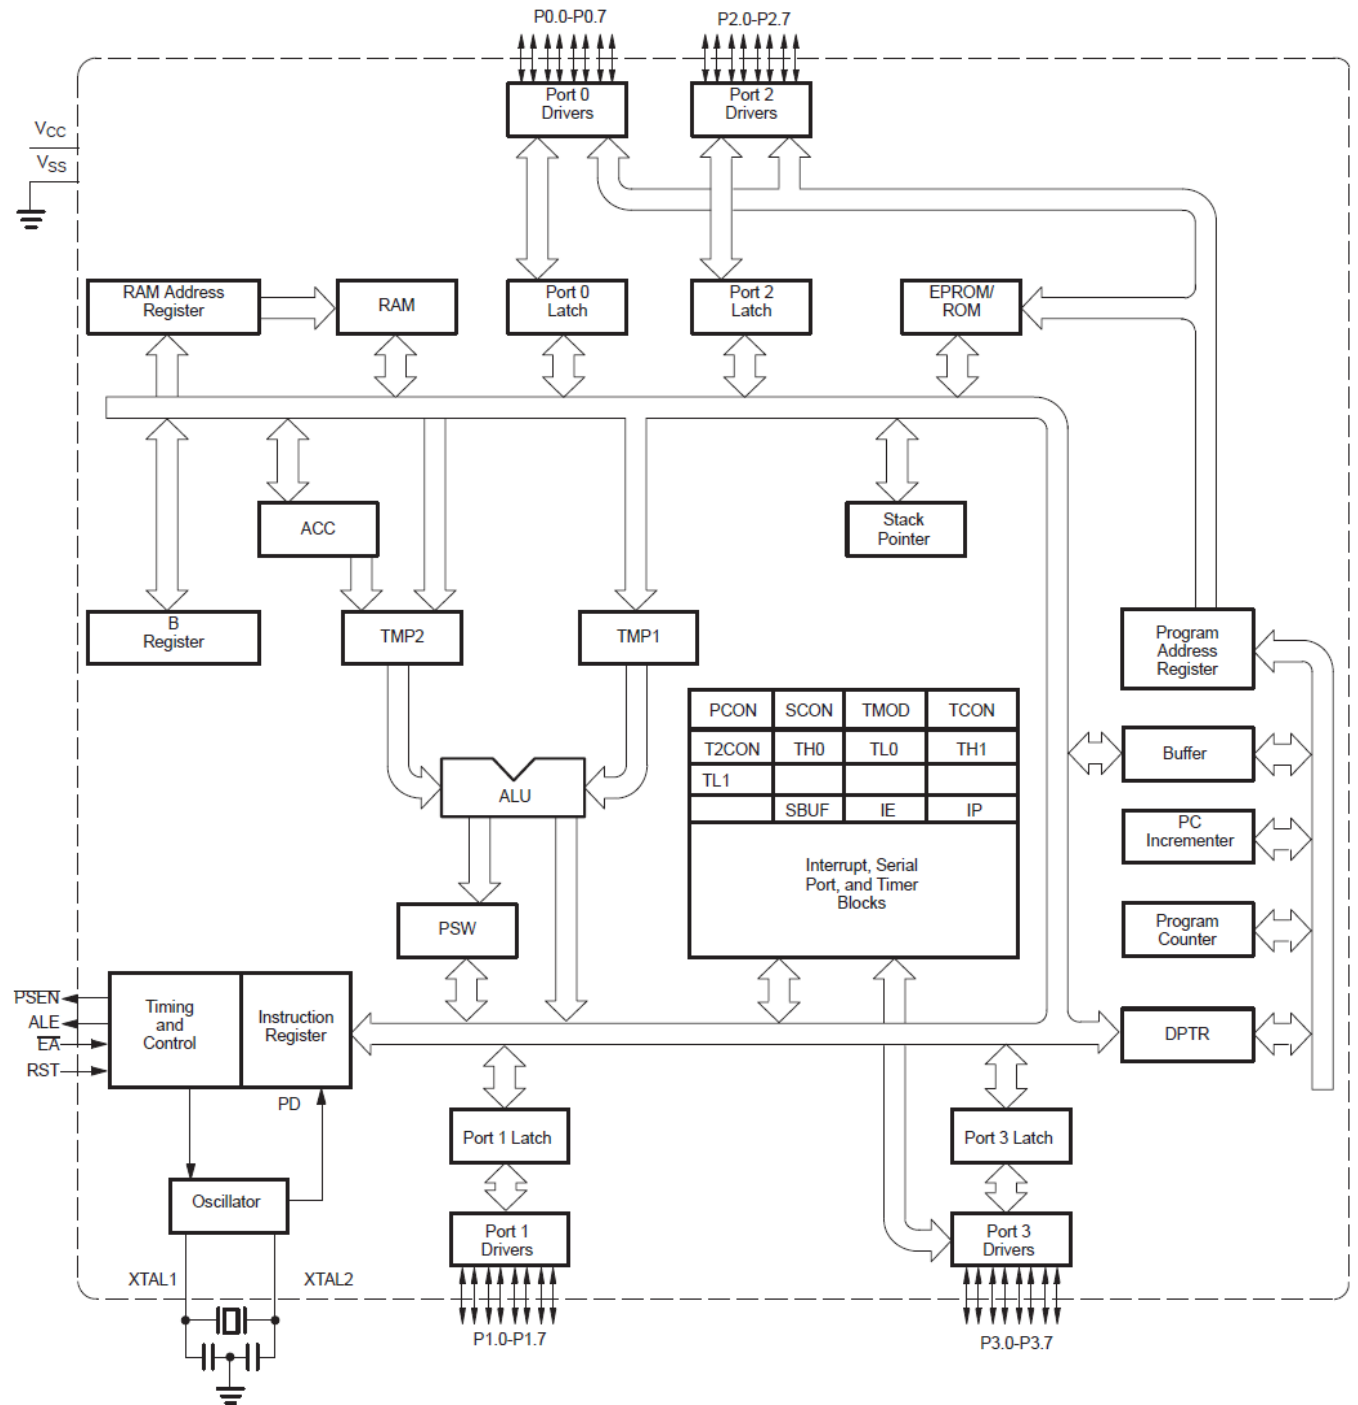 P0.0-P0.7
P2.0-P2.7
Port 0
Drivers
Port 2
Drivers
VCC
VSS
RAM Address
Register
RAM
Port 0
Latch
Port 2
Latch
EPROM/
ROM
ACC
Stack
Pointer
B
Register
TMP2
TMP1
Program
Address
Register
PCON SCON TMOD TCON
T2CON TH0 TL0 TH1
TL1
SBUF IE IP
Interrupt, Serial
Port, and Timer
Blocks
Buffer
ALU
PC
Incrementer
PSW
Program
Counter
PSEN
ALE
EA
RST
Timing
and
Control
Instruction
Register
DPTR
PD
Port 1 Latch
Port 3 Latch
Oscillator
Port 1
Drivers
Port 3
Drivers
XTAL1
XTAL2
P1.0-P1.7
P3.0-P3.7